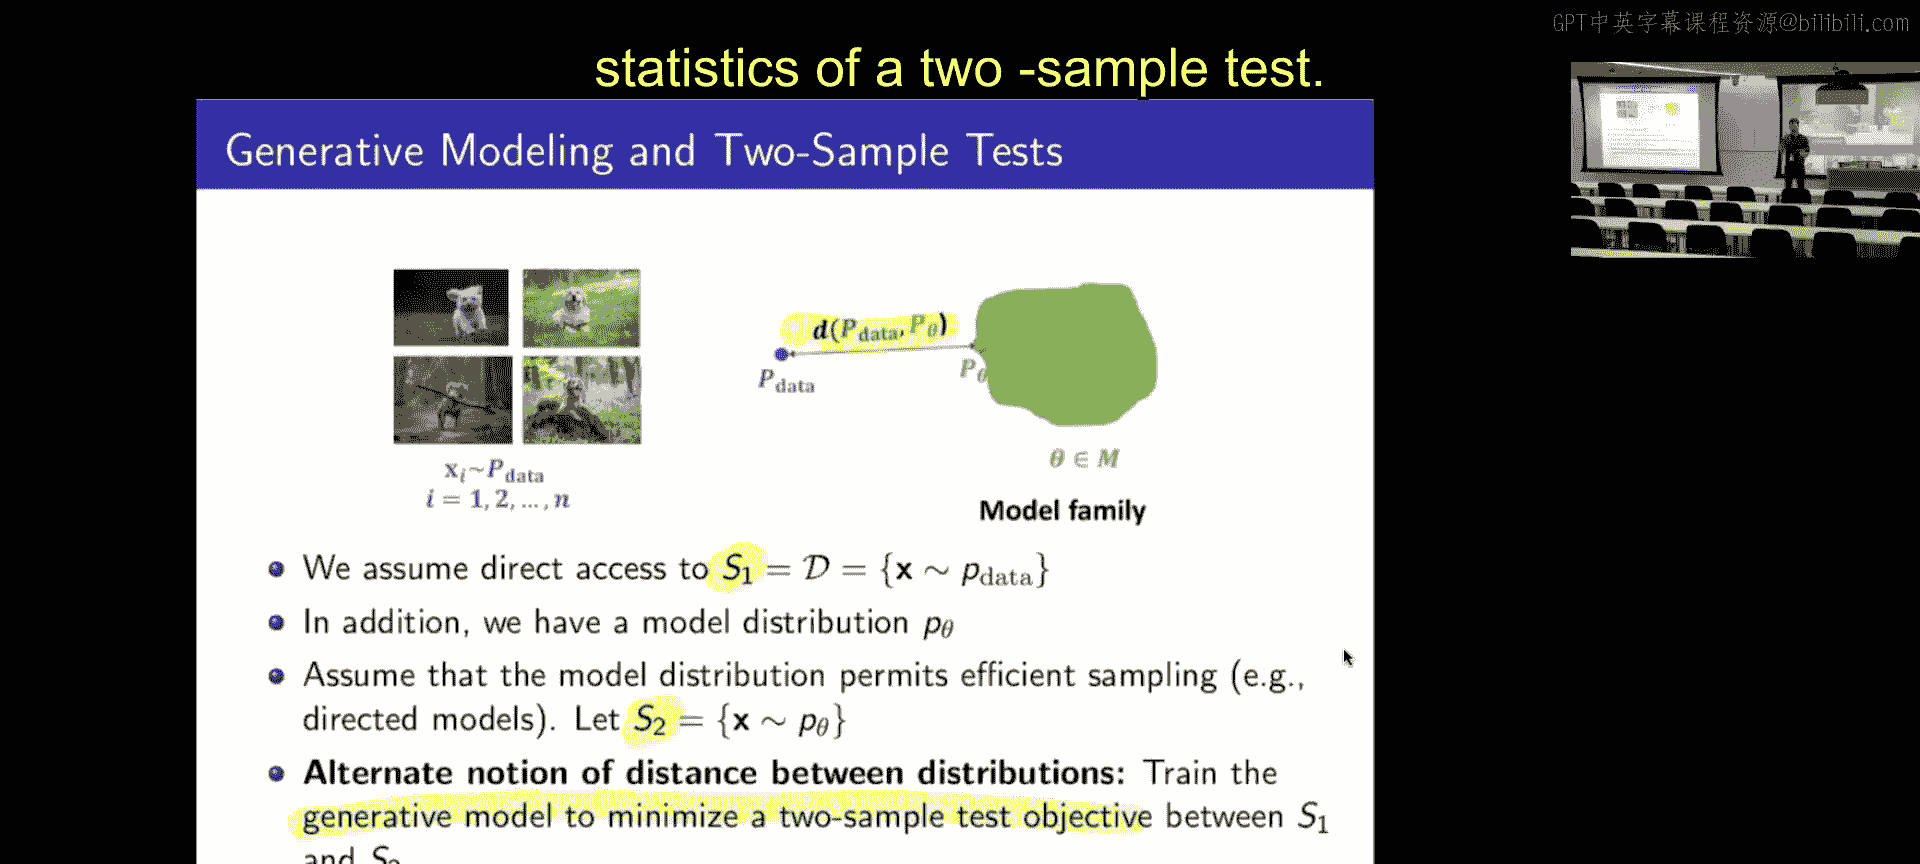 GPT中英字幕课程资源@bilibili.com
statistics of a two -sample test.
Generative Modeling and Two-Sample Tests
d(P_data, P_θ)
P_data
P_θ
x_i~P_data
i = 1, 2, ..., n
θ ∈ M
Model family
We assume direct access to S_1 = 𝒟 = {x ∼ p_data}
In addition, we have a model distribution p_θ
Assume that the model distribution permits efficient sampling (e.g.,
directed models). Let S_2 = {x ∼ p_θ}
Alternate notion of distance between distributions: Train the
generative model to minimize a two-sample test objective between S_1
and S_2